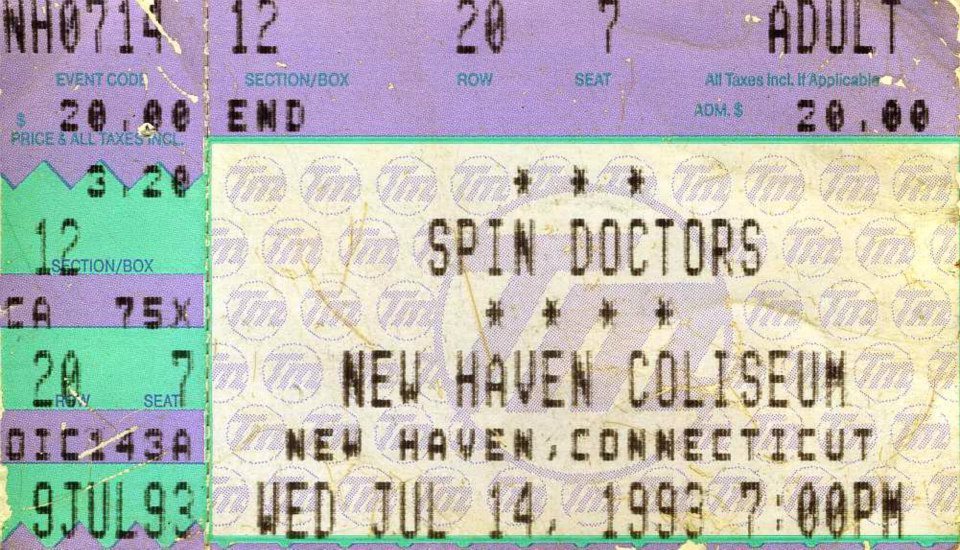 NH0714 12 20 7 ADULT
EVENT CODE SECTION/BOX ROW SEAT All Taxes Incl. If Applicable
$ 20.00 END ADM. $ 20.00
PRICE & ALL TAXES INCL.
3.20
* * *
12
SECTION/BOX
SPIN DOCTORS
CA 75X
* * * *
20 7
ROW SEAT
NEW HAVEN COLISEUM
OIC143A
NEW HAVEN,CONNECTICUT
9JUL93
WED JUL 14, 1993 7:00PM